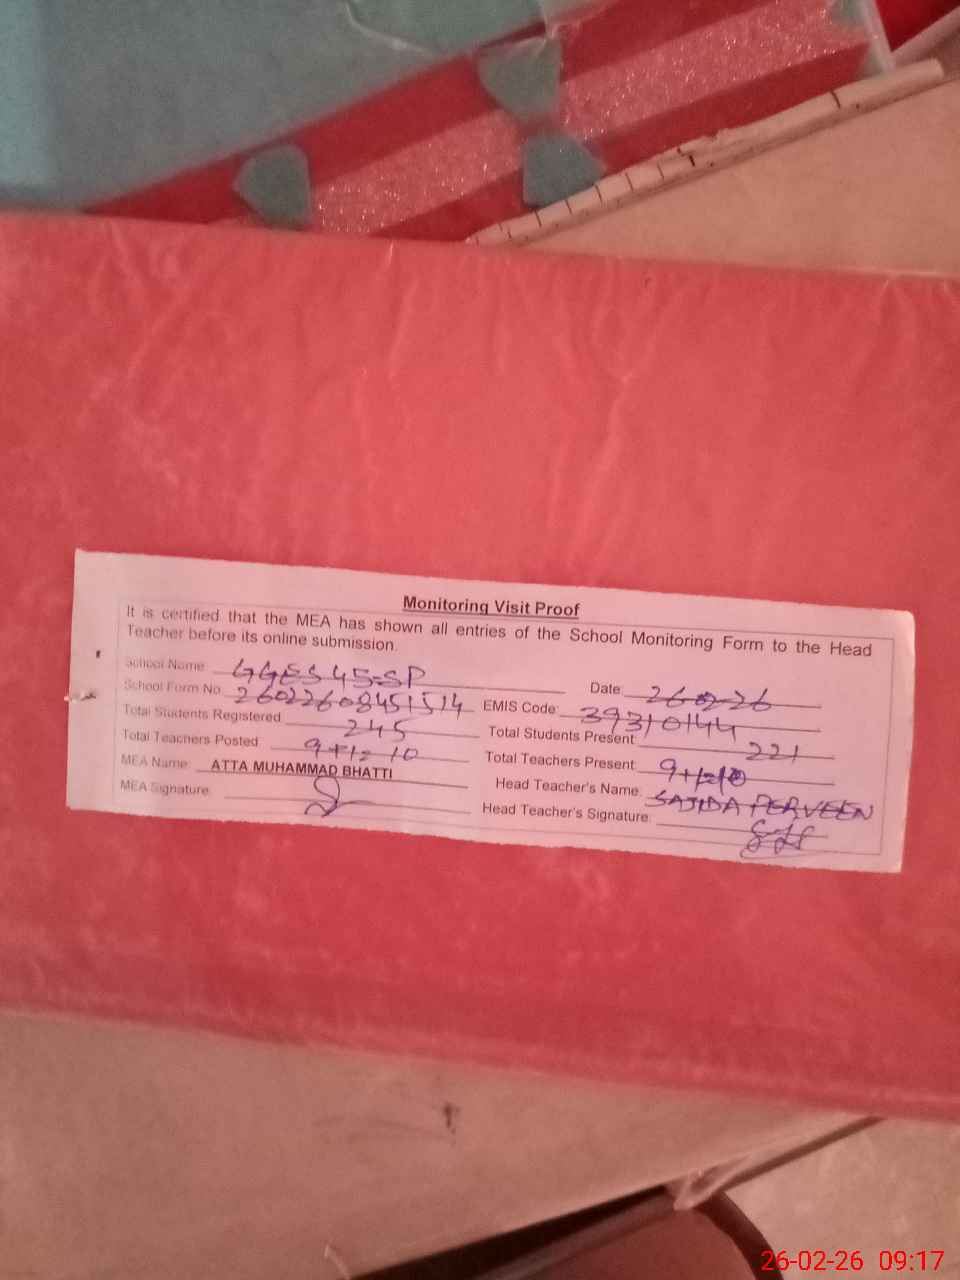 Monitoring Visit Proof
It is certified that the MEA has shown all entries of the School Monitoring Form to the Head
Teacher before its online submission.
School Name GGES 45-SP Date 26-02-26
School Form No. 26022608451514 EMIS Code: 39310144
Total Students Registered 245 Total Students Present: 221
Total Teachers Posted: 9+1=10 Total Teachers Present: 9+1=10
MEA Name: ATTA MUHAMMAD BHATTI Head Teacher's Name: SAJIDA PERVEEN
MEA Signature: Head Teacher's Signature:
26-02-26 09:17